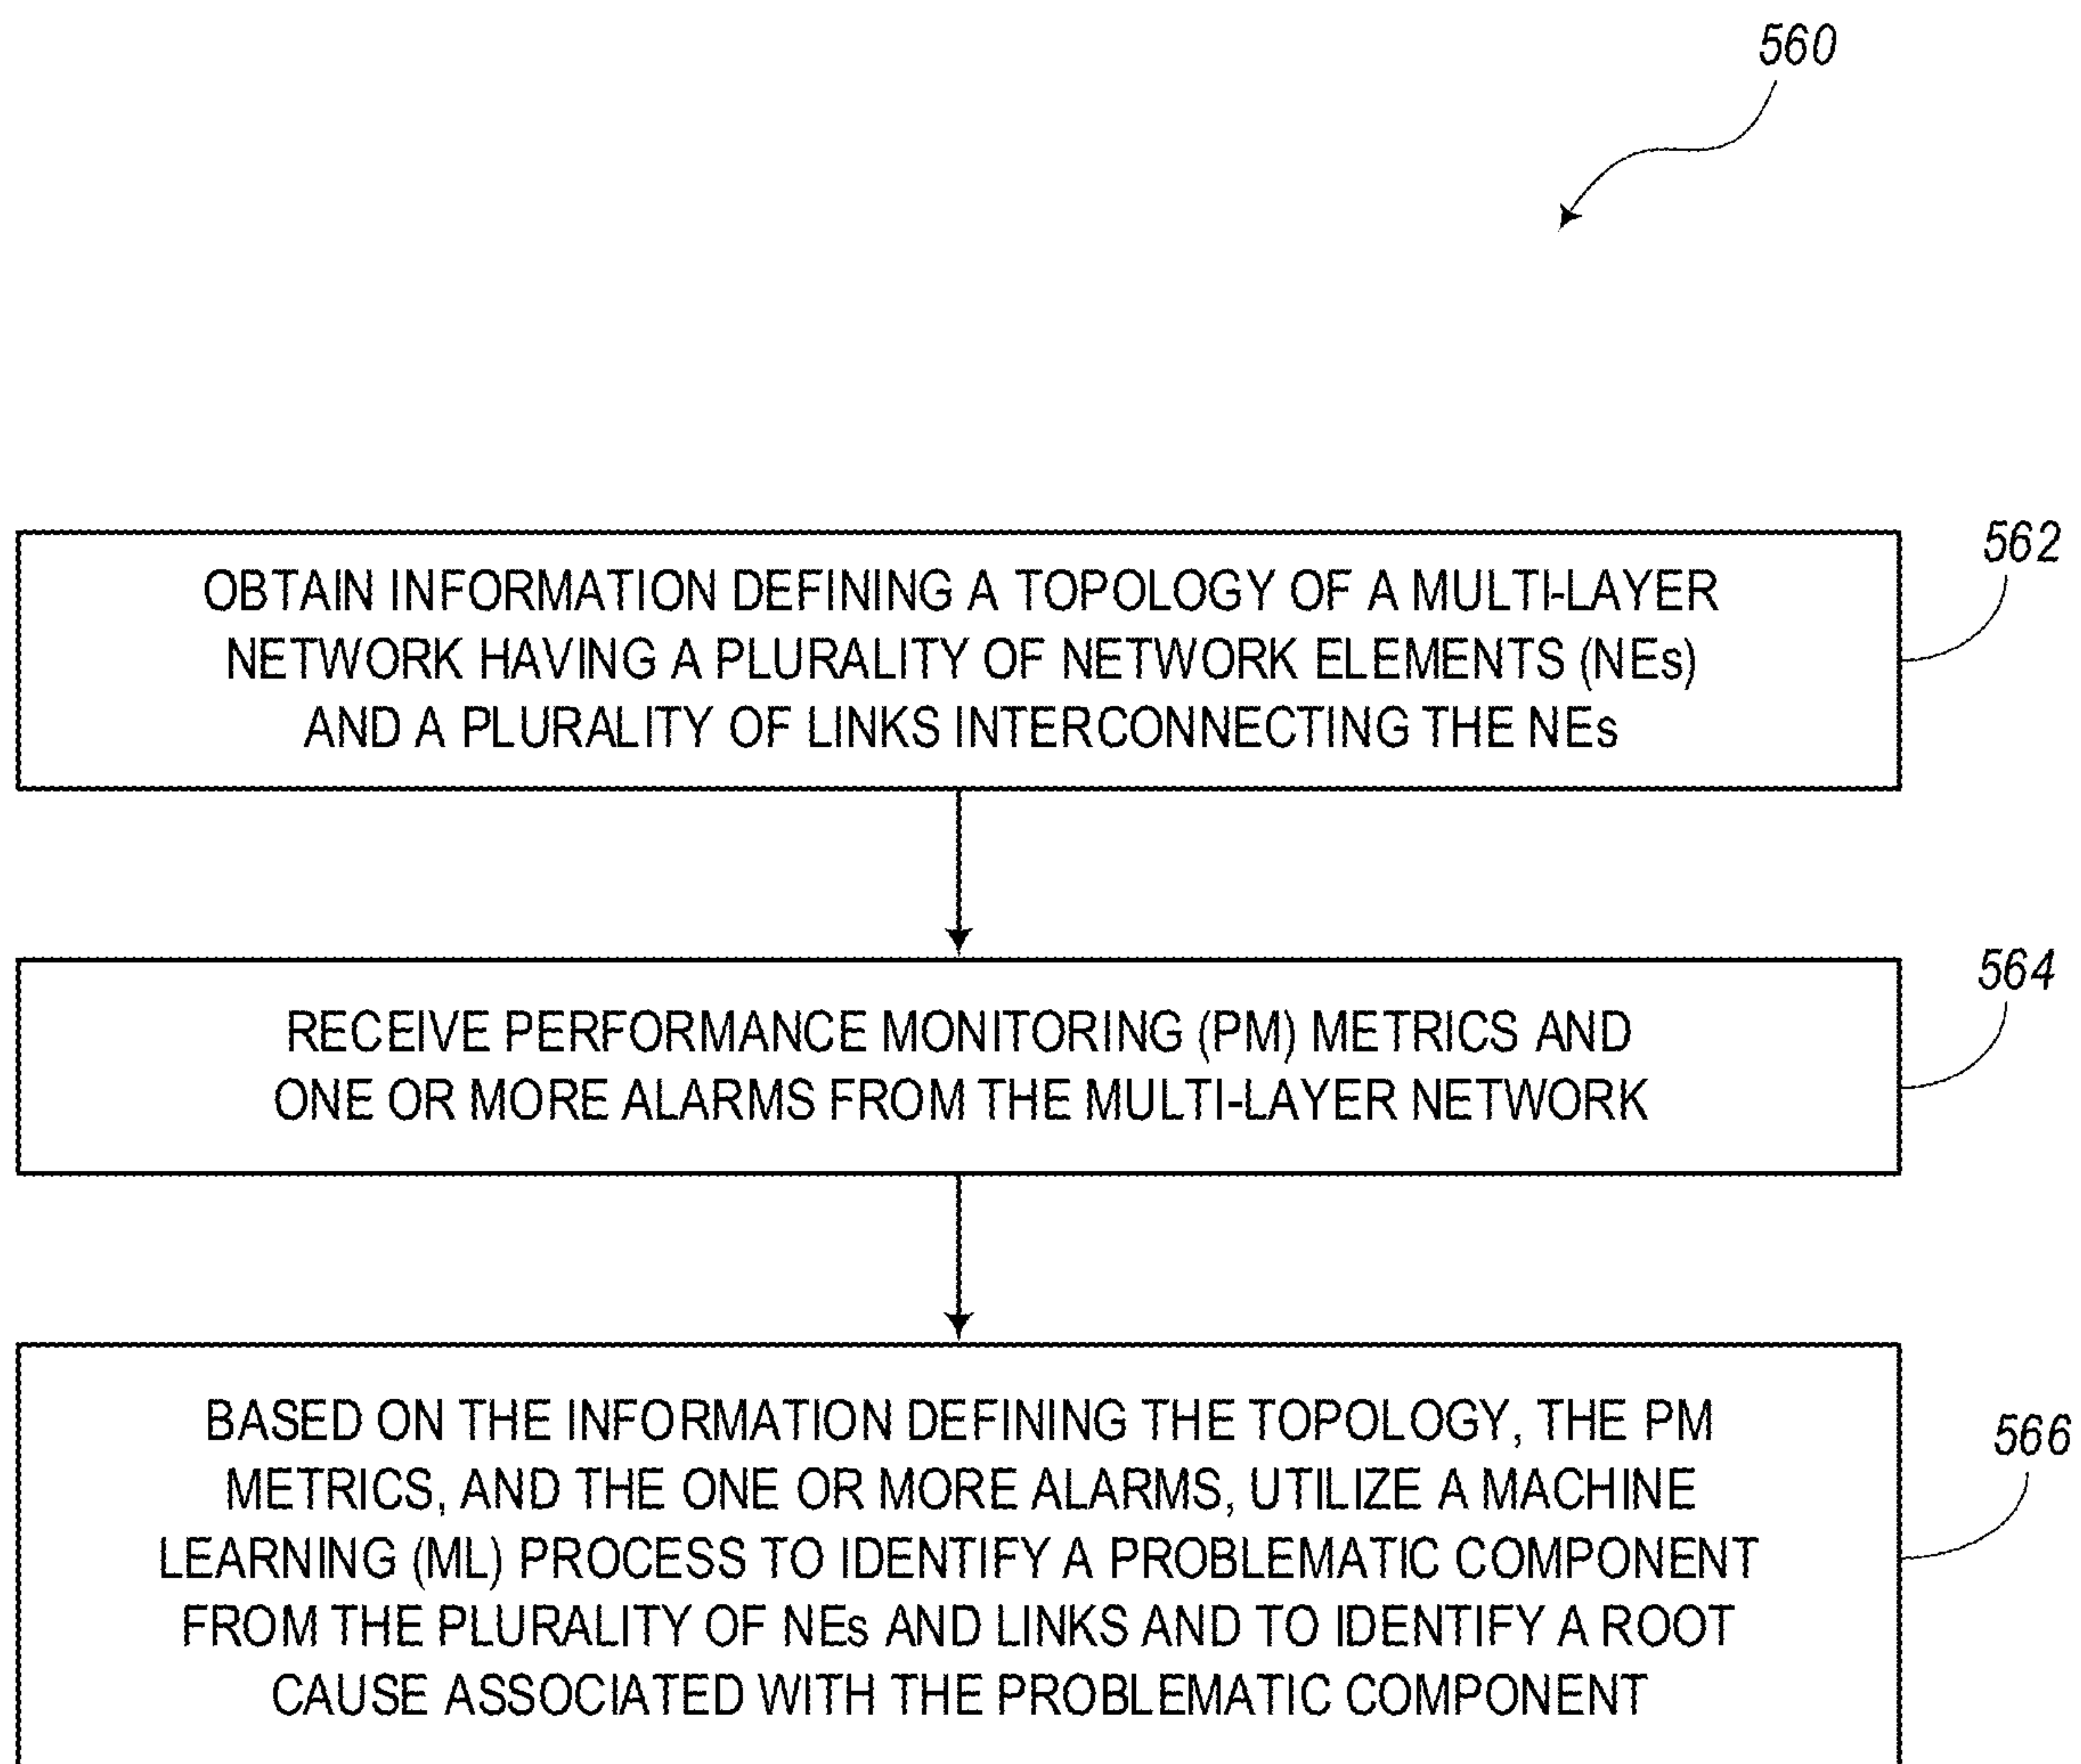 560
562
OBTAIN INFORMATION DEFINING A TOPOLOGY OF A MULTI-LAYER
NETWORK HAVING A PLURALITY OF NETWORK ELEMENTS (NEs)
AND A PLURALITY OF LINKS INTERCONNECTING THE NEs
564
RECEIVE PERFORMANCE MONITORING (PM) METRICS AND
ONE OR MORE ALARMS FROM THE MULTI-LAYER NETWORK
566
BASED ON THE INFORMATION DEFINING THE TOPOLOGY, THE PM
METRICS, AND THE ONE OR MORE ALARMS, UTILIZE A MACHINE
LEARNING (ML) PROCESS TO IDENTIFY A PROBLEMATIC COMPONENT
FROM THE PLURALITY OF NEs AND LINKS AND TO IDENTIFY A ROOT
CAUSE ASSOCIATED WITH THE PROBLEMATIC COMPONENT